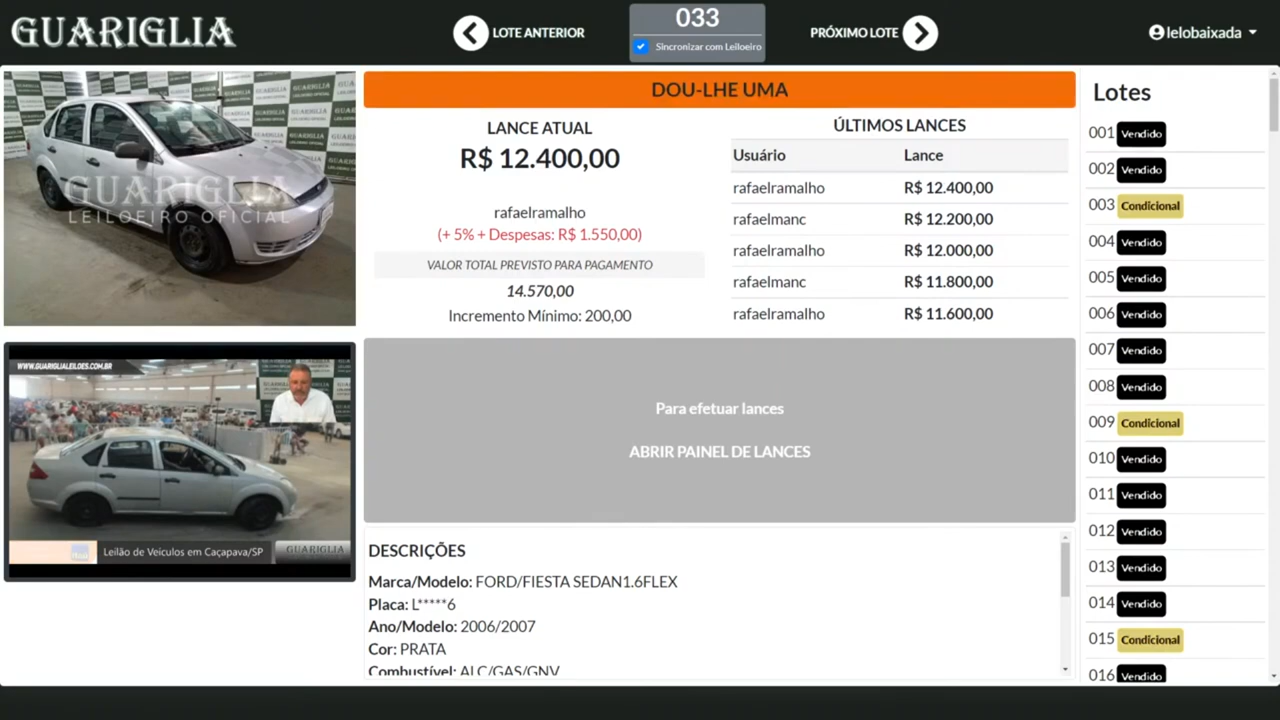 GUARIGLIA
LOTE ANTERIOR
033
Sincronizar com Leiloeiro
PRÓXIMO LOTE
lelobaixada
GUARIGLIA
LEILOEIRO OFICIAL
DOU-LHE UMA
LANCE ATUAL
R$ 12.400,00
rafaelramalho
(+ 5% + Despesas: R$ 1.550,00)
VALOR TOTAL PREVISTO PARA PAGAMENTO
14.570,00
Incremento Mínimo: 200,00
ÚLTIMOS LANCES
Usuário Lance
rafaelramalho R$ 12.400,00
rafaelmanc R$ 12.200,00
rafaelramalho R$ 12.000,00
rafaelmanc R$ 11.800,00
rafaelramalho R$ 11.600,00
WWW.GUARIGLIALEILOES.COM.BR
Leilão de Veiculos em Caçapava/SP
GUARIGLIA
Para efetuar lances
ABRIR PAINEL DE LANCES
DESCRIÇÕES
Marca/Modelo: FORD/FIESTA SEDAN1.6FLEX
Placa: L*****6
Ano/Modelo: 2006/2007
Cor: PRATA
Combustível: ALC/GAS/GNV
Lotes
001 Vendido
002 Vendido
003 Condicional
004 Vendido
005 Vendido
006 Vendido
007 Vendido
008 Vendido
009 Condicional
010 Vendido
011 Vendido
012 Vendido
013 Vendido
014 Vendido
015 Condicional
016 Vendido